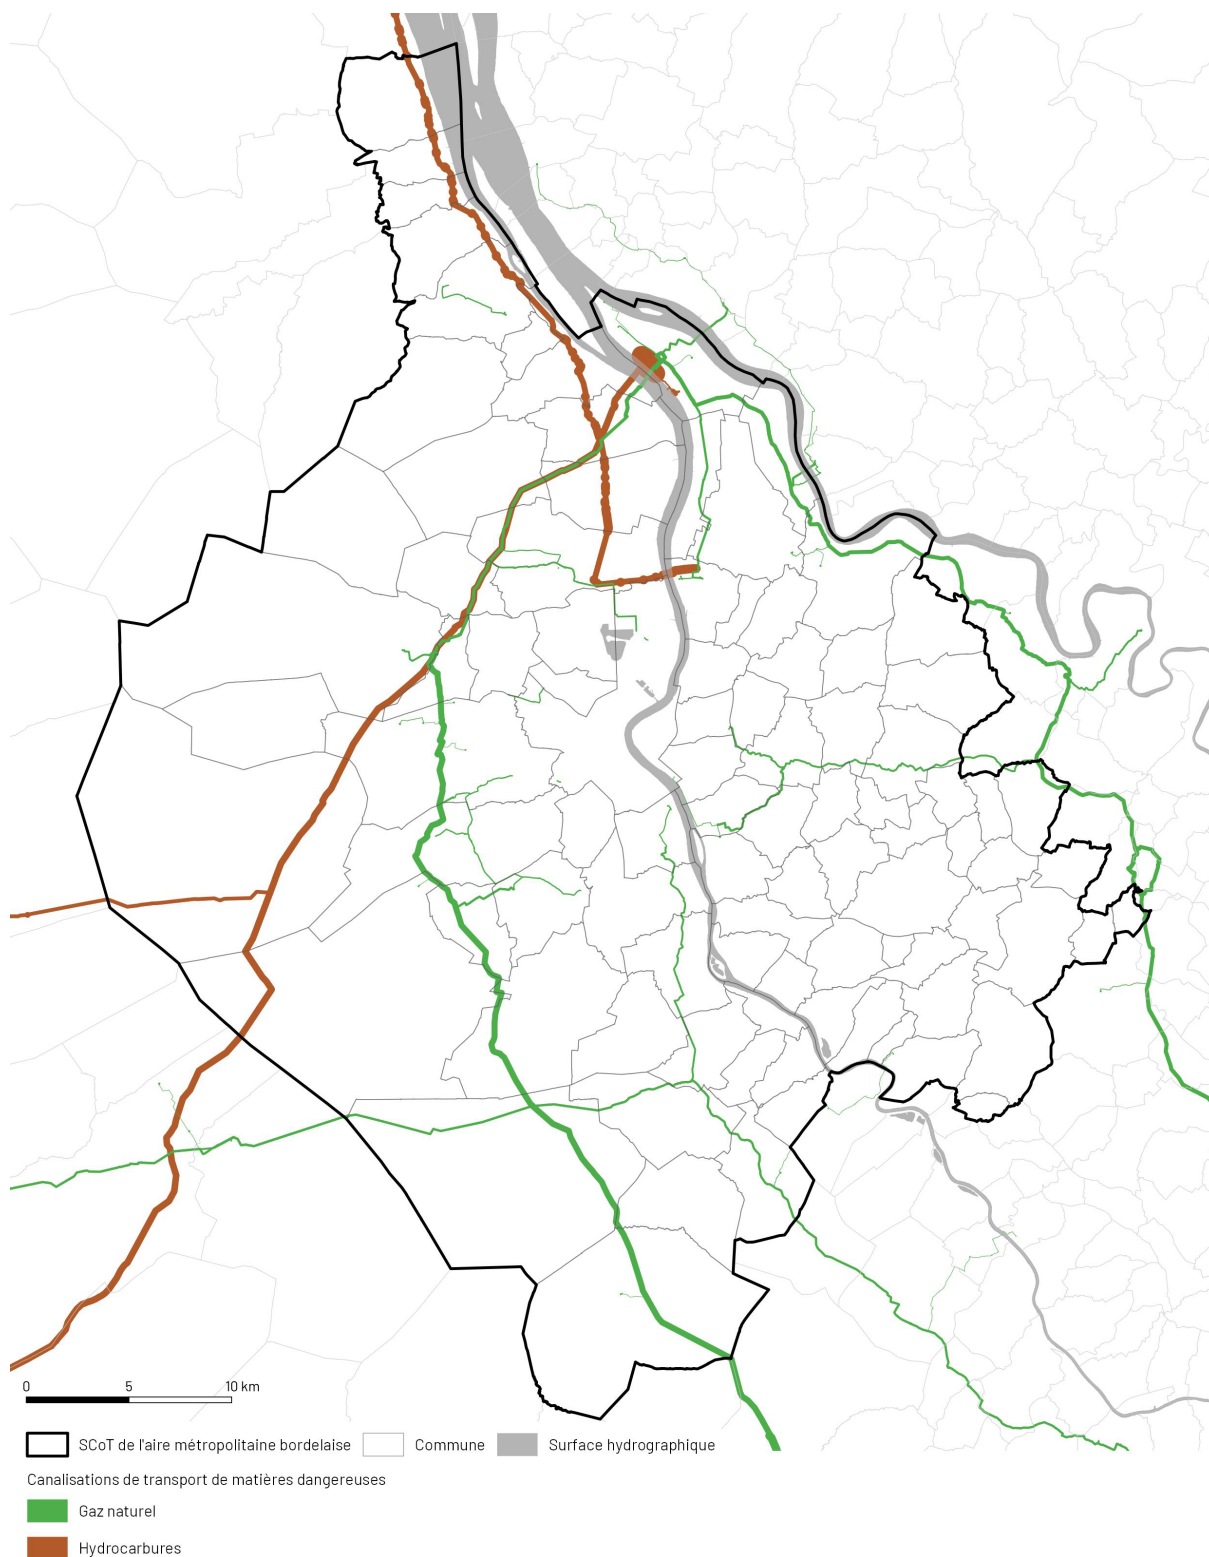 0 5 10 km
SCoT de l'aire métropolitaine bordelaise Commune Surface hydrographique
Canalisations de transport de matières dangereuses
Gaz naturel
Hydrocarbures